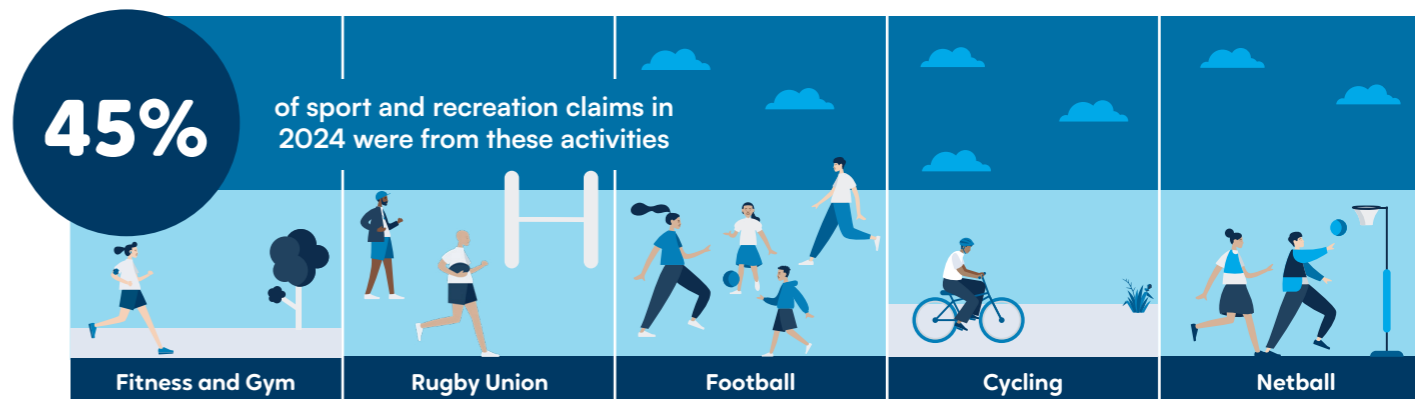 45%
of sport and recreation claims in
2024 were from these activities
Fitness and Gym
Rugby Union
Football
Cycling
Netball